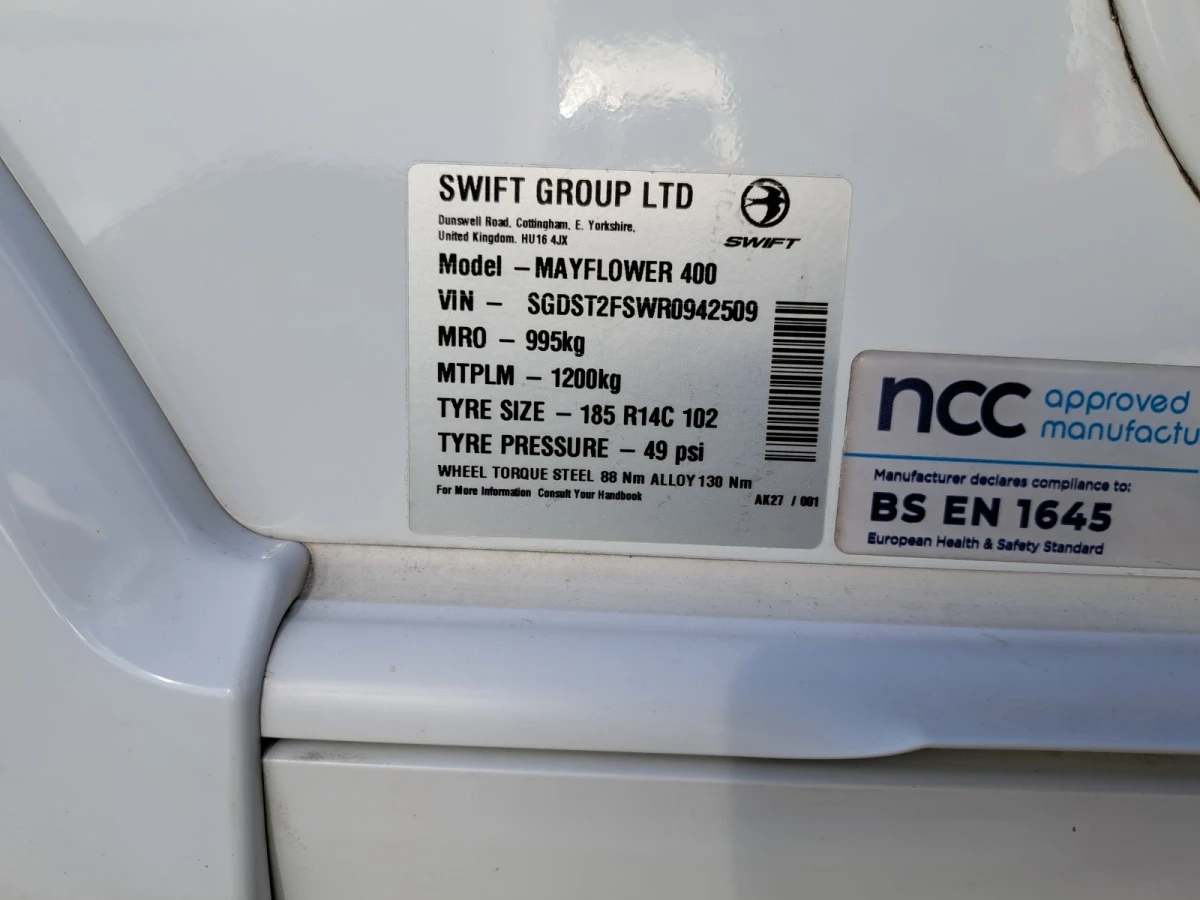 SWIFT GROUP LTD
SWIFT
Dunswell Road, Cottingham, E. Yorkshire,
United Kingdom. HU16 4JX
Model – MAYFLOWER 400
VIN – SGDST2FSWR0942509
MRO – 995kg
MTPLM – 1200kg
TYRE SIZE – 185 R14C 102
TYRE PRESSURE – 49 psi
WHEEL TORQUE STEEL 88 Nm ALLOY 130 Nm
For More Information Consult Your Handbook
AK27 / 001
ncc approved
manufactu
Manufacturer declares compliance to:
BS EN 1645
European Health & Safety Standard